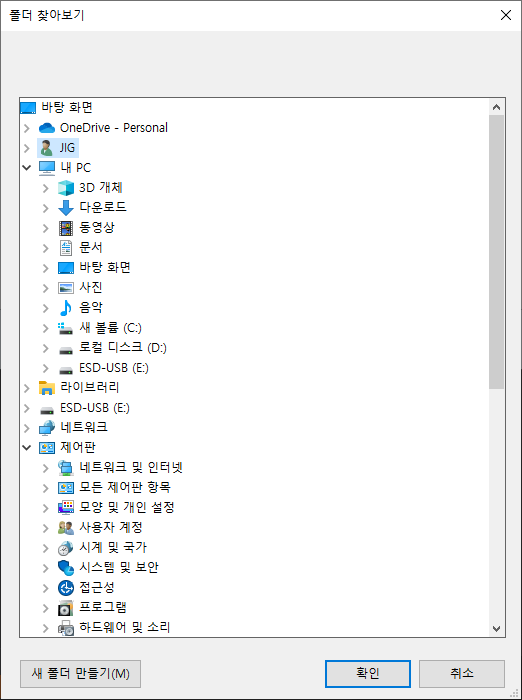 폴더 찾아보기
바탕 화면
OneDrive - Personal
JIG
내 PC
3D 개체
다운로드
동영상
문서
바탕 화면
사진
음악
새 볼륨 (C:)
로컬 디스크 (D:)
ESD-USB (E:)
라이브러리
ESD-USB (E:)
네트워크
제어판
네트워크 및 인터넷
모든 제어판 항목
모양 및 개인 설정
사용자 계정
시계 및 국가
시스템 및 보안
접근성
프로그램
하드웨어 및 소리
새 폴더 만들기(M) 확인 취소